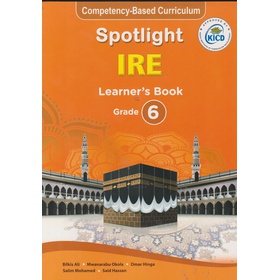 Competency-Based Curriculum
Spotlight
IRE
KICD
Learner's Book
Grade 6
Bilkis Ali ● Mwanarabu Okola ● Omar Hinga
Salim Mohamed ● Said Hassan